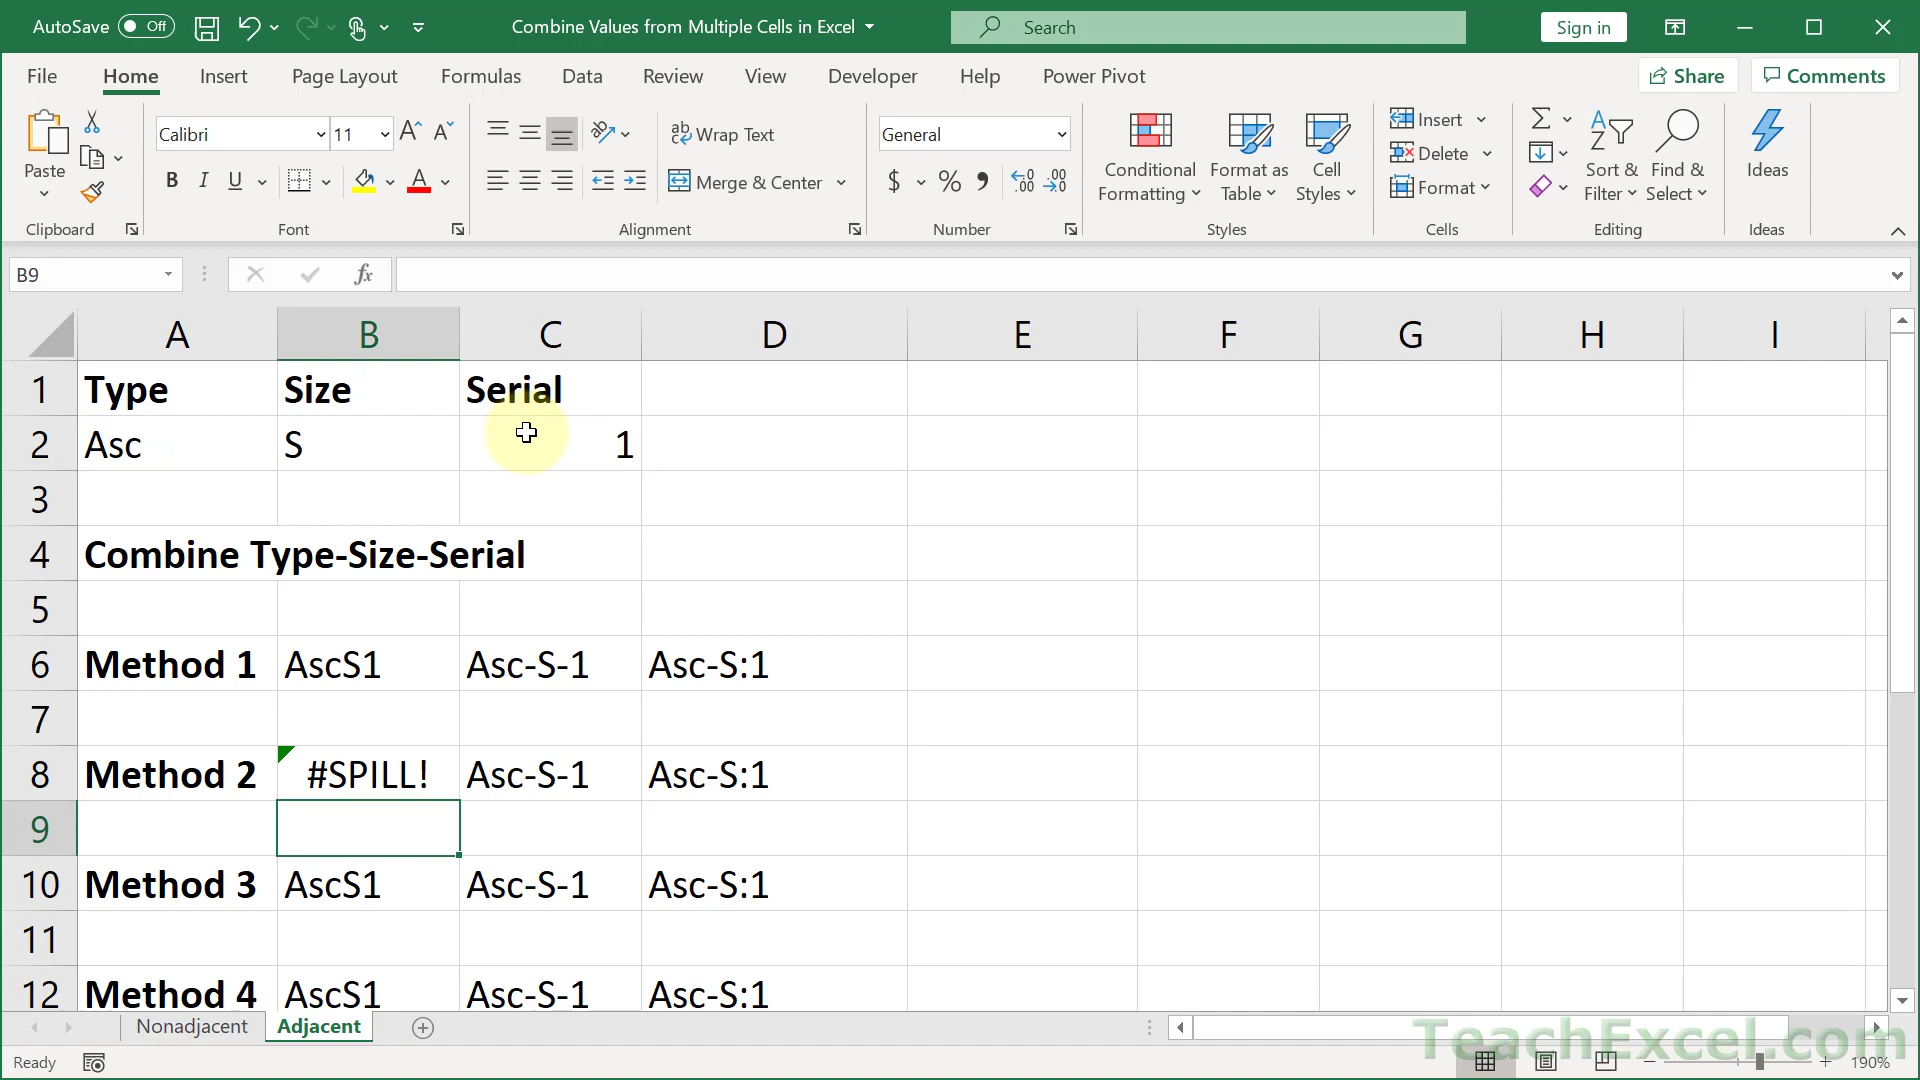 AutoSave Off Combine Values from Multiple Cells in Excel Search Sign in
File Home Insert Page Layout Formulas Data Review View Developer Help Power Pivot Share Comments
Paste
Clipboard
Calibri 11
B I U
Font
Wrap Text
Merge & Center
Alignment
General
$ % 9
Number
Conditional Formatting
Format as Table
Cell Styles
Styles
Insert
Delete
Format
Cells
Sort & Filter
Find & Select
Editing
Ideas
Ideas
B9 fx
A B C D E F G H I
1 Type Size Serial
2 Asc S 1
3
4 Combine Type-Size-Serial
5
6 Method 1 AscS1 Asc-S-1 Asc-S:1
7
8 Method 2 #SPILL! Asc-S-1 Asc-S:1
9
10 Method 3 AscS1 Asc-S-1 Asc-S:1
11
12 Method 4 AscS1 Asc-S-1 Asc-S:1
Nonadjacent Adjacent
TeachExcel.com
Ready 190%